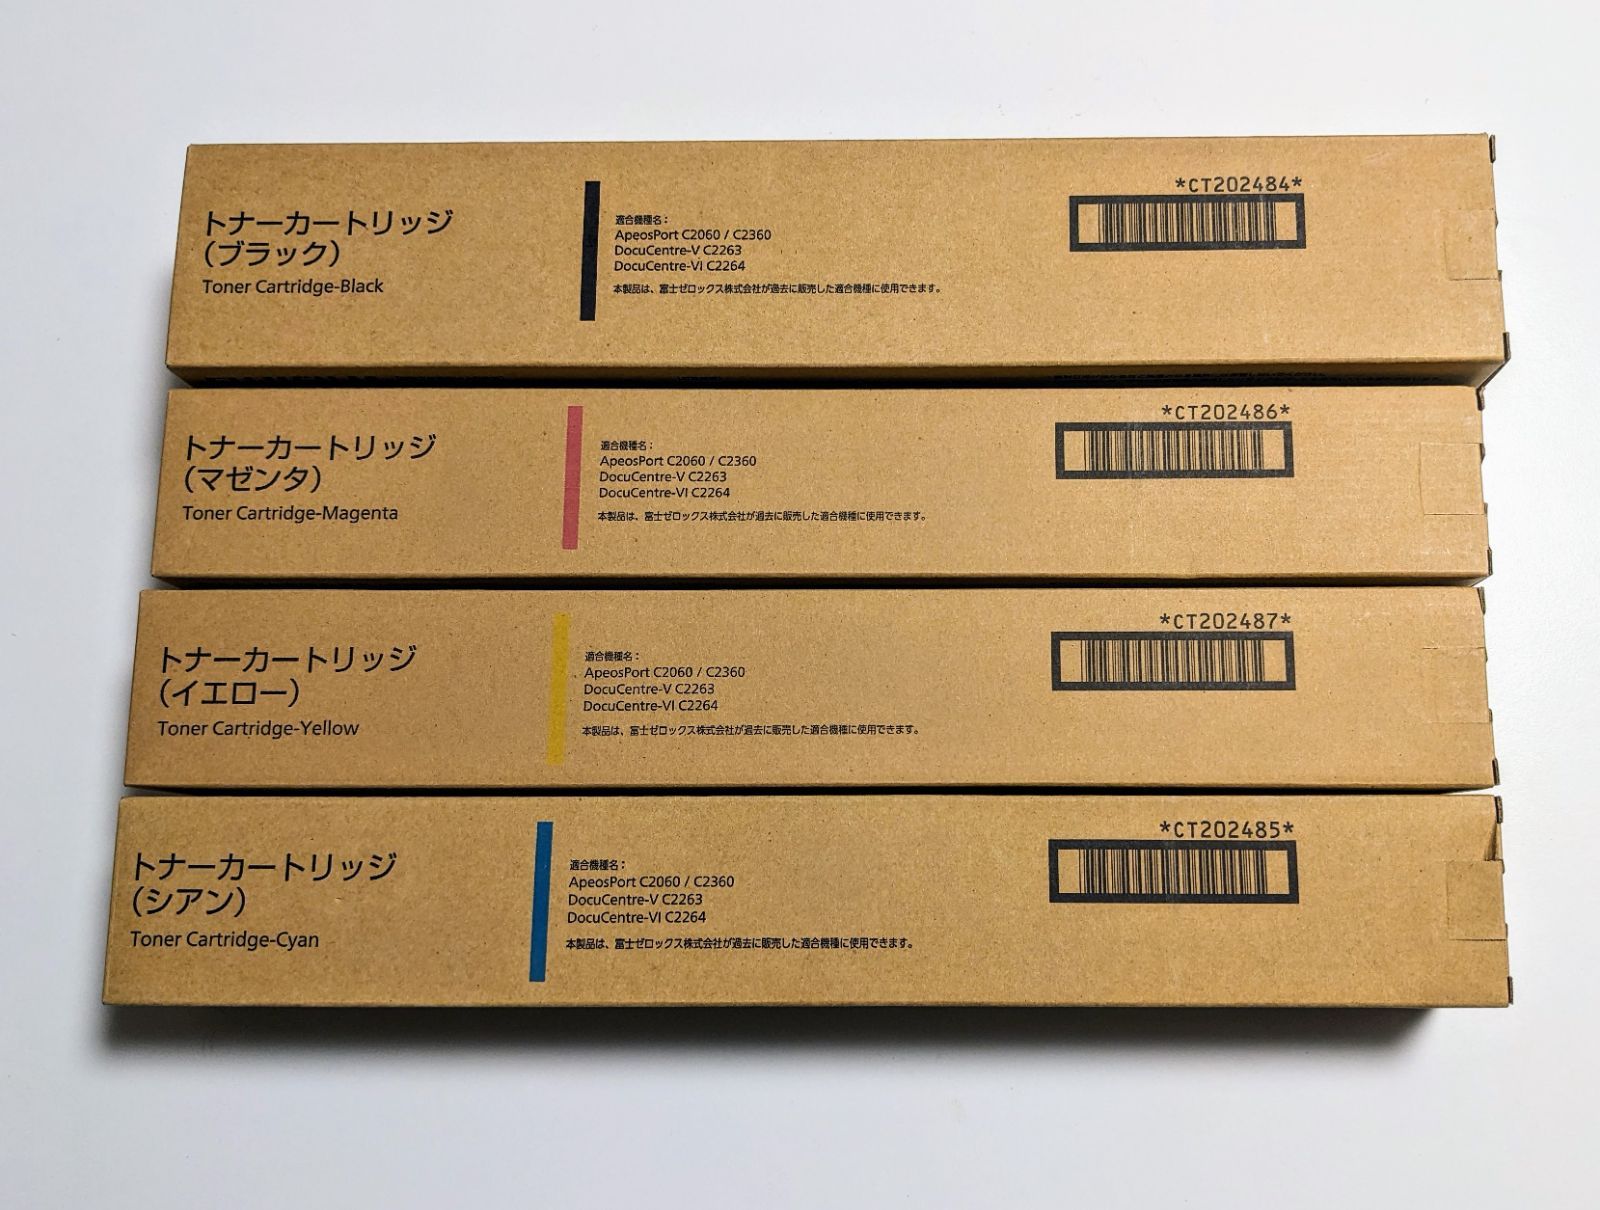 トナーカートリッジ
(ブラック)
Toner Cartridge-Black
適合機種名：
ApeosPort C2060 / C2360
DocuCentre-V C2263
DocuCentre-VI C2264
本製品は、富士ゼロックス株式会社が過去に販売した適合機種に使用できます。
*CT202484*
トナーカートリッジ
(マゼンタ)
Toner Cartridge-Magenta
適合機種名：
ApeosPort C2060 / C2360
DocuCentre-V C2263
DocuCentre-VI C2264
本製品は、富士ゼロックス株式会社が過去に販売した適合機種に使用できます。
*CT202486*
トナーカートリッジ
(イエロー)
Toner Cartridge-Yellow
適合機種名：
ApeosPort C2060 / C2360
DocuCentre-V C2263
DocuCentre-VI C2264
本製品は、富士ゼロックス株式会社が過去に販売した適合機種に使用できます。
*CT202487*
トナーカートリッジ
(シアン)
Toner Cartridge-Cyan
適合機種名：
ApeosPort C2060 / C2360
DocuCentre-V C2263
DocuCentre-VI C2264
本製品は、富士ゼロックス株式会社が過去に販売した適合機種に使用できます。
*CT202485*